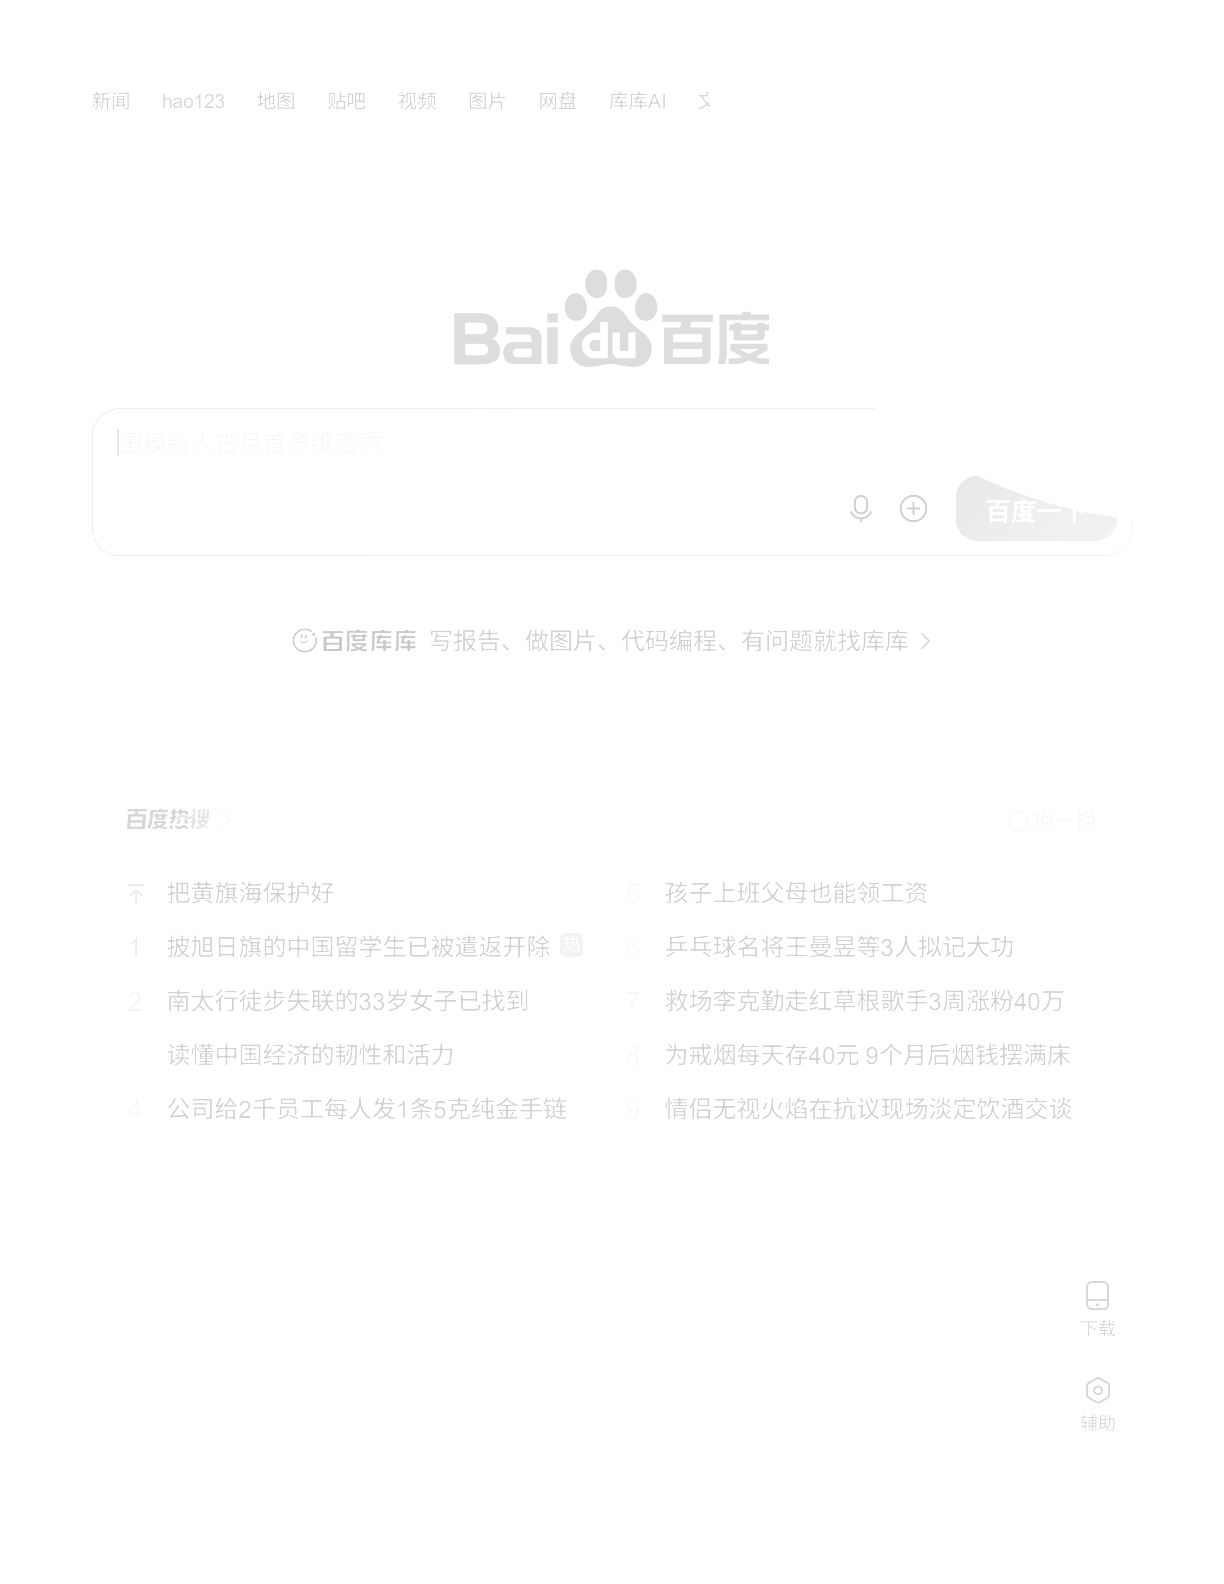 新闻 hao123 地图 贴吧 视频 图片 网盘 库库AI
Bai du 百度
国模新人古月首登维密秀
百度一下
百度库库 写报告、做图片、代码编程、有问题就找库库
百度热搜 换一换
把黄旗海保护好
1 披旭日旗的中国留学生已被遣返开除 热
2 南太行徒步失联的33岁女子已找到
读懂中国经济的韧性和活力
4 公司给2千员工每人发1条5克纯金手链
5 孩子上班父母也能领工资
6 乒乓球名将王曼昱等3人拟记大功
7 救场李克勤走红草根歌手3周涨粉40万
8 为戒烟每天存40元 9个月后烟钱摆满床
9 情侣无视火焰在抗议现场淡定饮酒交谈
下载
辅助